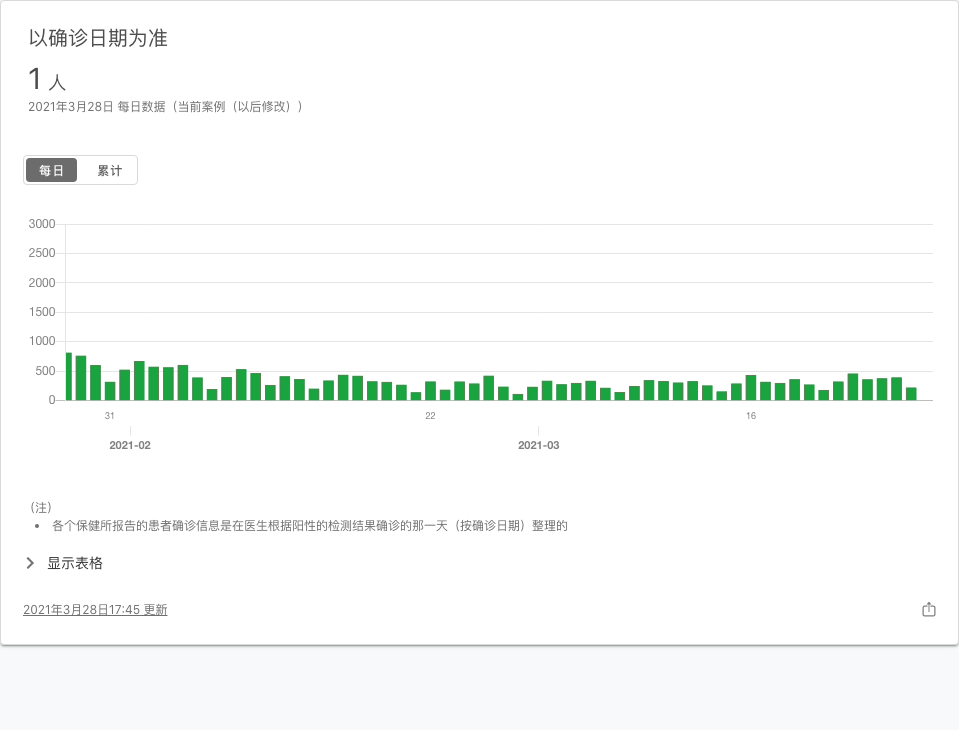 以确诊日期为准
1 人
2021年3月28日 每日数据（当前案例（以后修改））
每日 累计
3000
2500
2000
1500
1000
500
0
31 22 16
2021-02 2021-03
（注）
• 各个保健所报告的患者确诊信息是在医生根据阳性的检测结果确诊的那一天（按确诊日期）整理的
显示表格
2021年3月28日17:45 更新